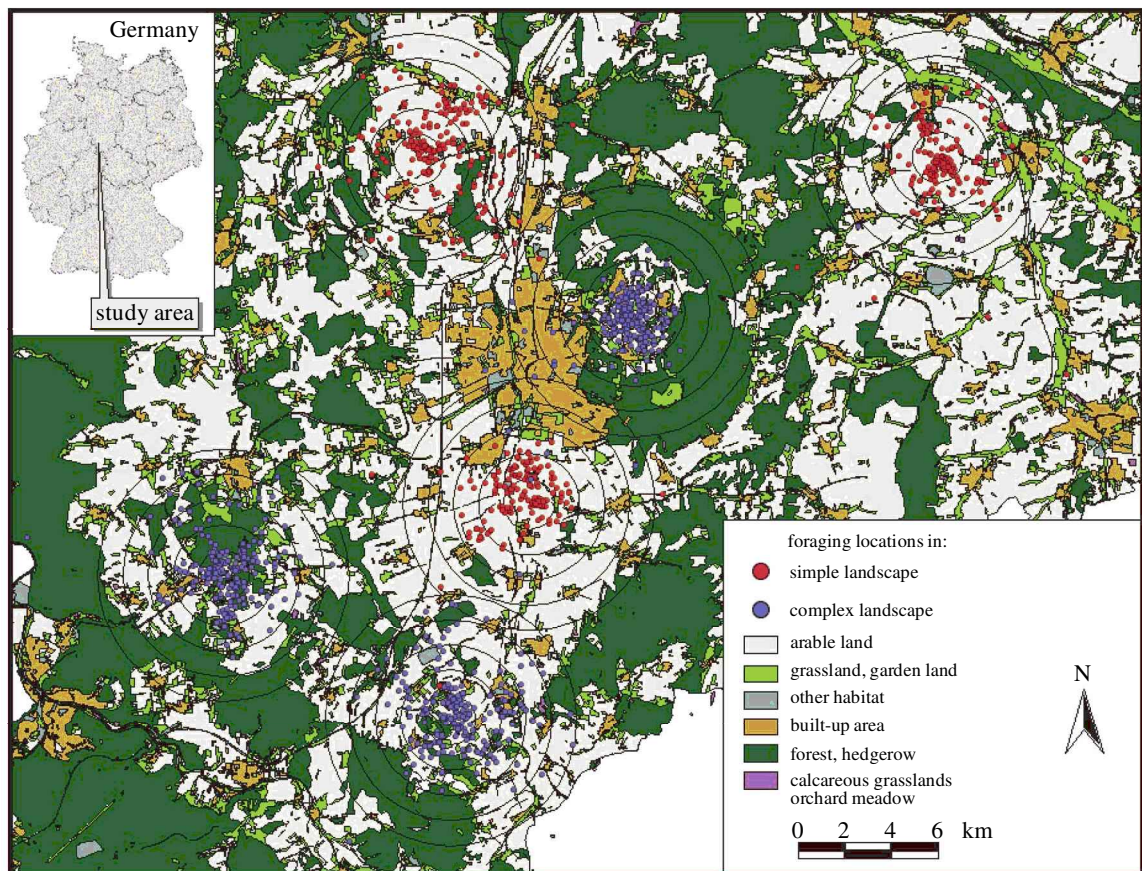 Germany
study area
foraging locations in:
simple landscape
complex landscape
arable land
grassland, garden land
other habitat
built-up area
forest, hedgerow
calcareous grasslands
orchard meadow
N
0 2 4 6 km